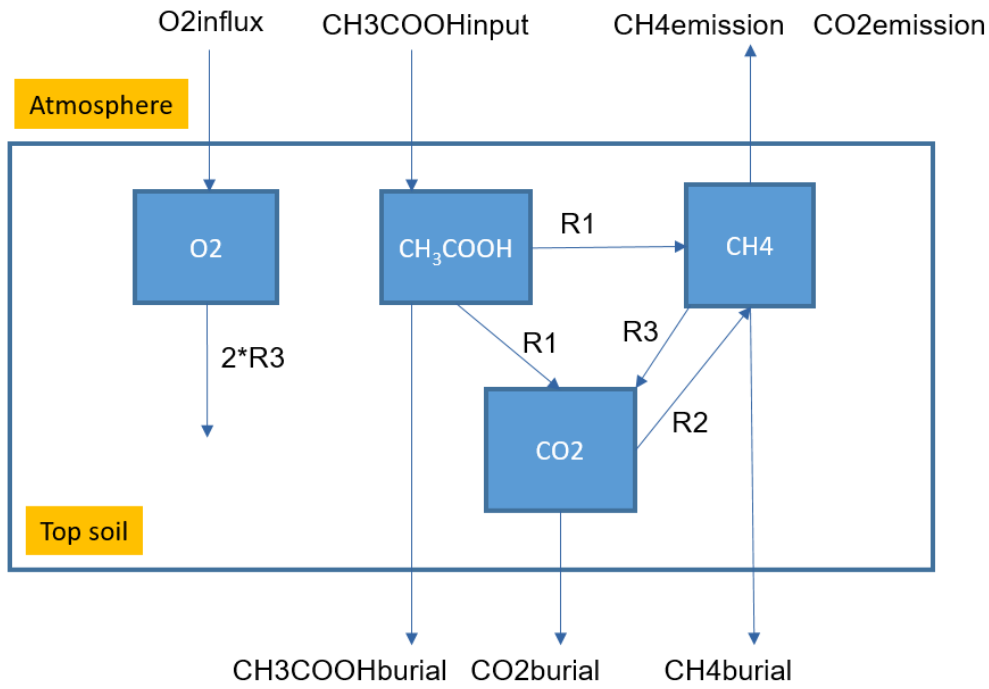 O2influx
CH3COOHinput
CH4emission
CO2emission
Atmosphere
O2
CH₃COOH
R1
CH4
2*R3
R1
R3
R2
CO2
Top soil
CH3COOHburial
CO2burial
CH4burial